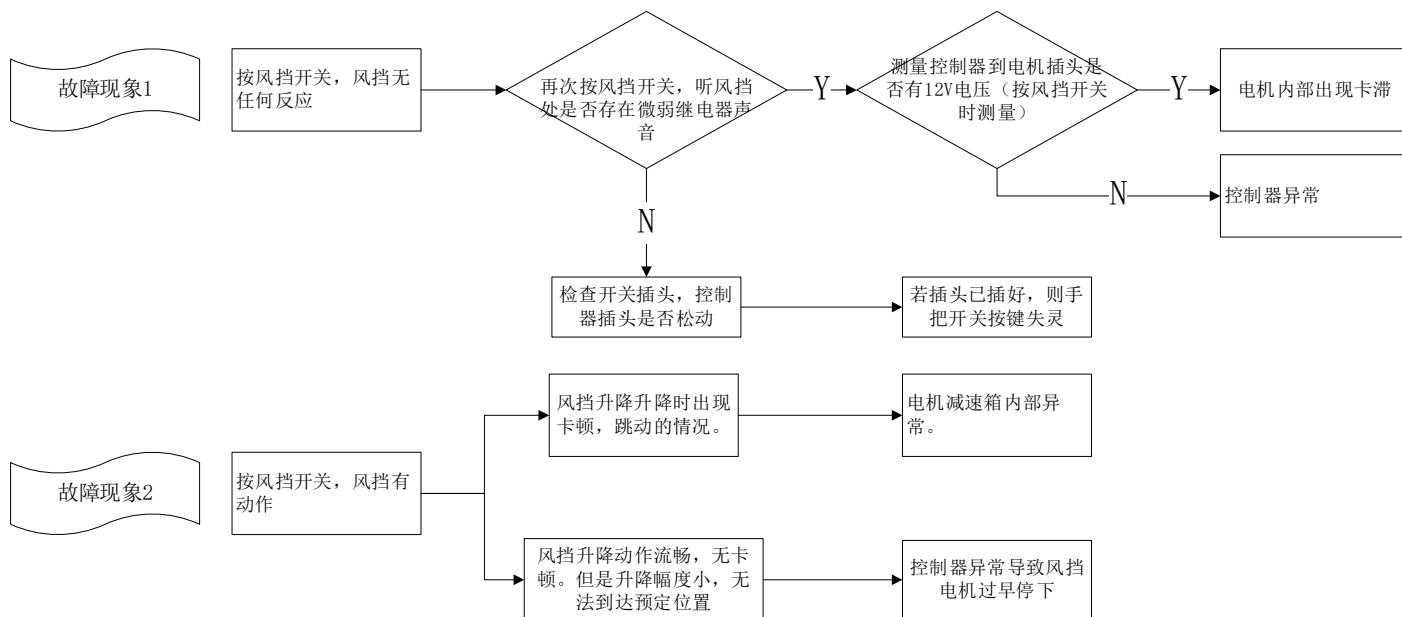 故障现象1
按风挡开关，风挡无
任何反应
再次按风挡开关，听风挡
处是否存在微弱继电器声
音
Y
测量控制器到电机插头是
否有12V电压（按风挡开关
时测量）
Y
电机内部出现卡滞
N
控制器异常
N
检查开关插头，控制
器插头是否松动
若插头已插好，则手
把开关按键失灵
故障现象2
按风挡开关，风挡有
动作
风挡升降升降时出现
卡顿，跳动的情况。
电机减速箱内部异
常。
风挡升降动作流畅，无卡
顿。但是升降幅度小，无
法到达预定位置
控制器异常导致风挡
电机过早停下